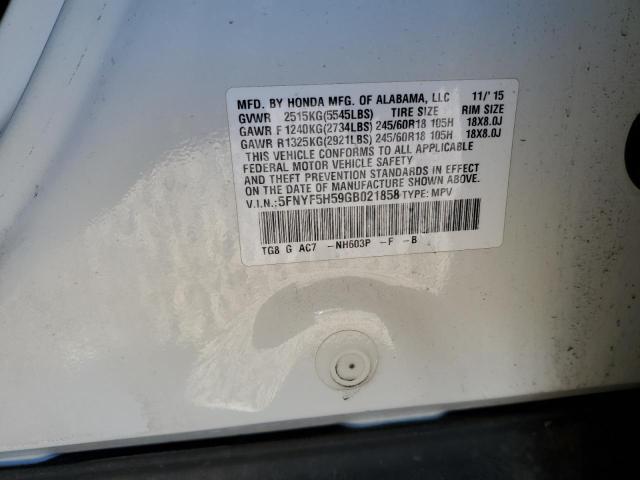 MFD. BY HONDA MFG. OF ALABAMA, LLC 11/'15
GVWR 2515KG(5545LBS) TIRE SIZE RIM SIZE
GAWR F1240KG(2734LBS) 245/60R18 105H 18X8.0J
GAWR R1325KG(2921LBS) 245/60R18 105H 18X8.0J
THIS VEHICLE CONFORMS TO ALL APPLICABLE
FEDERAL MOTOR VEHICLE SAFETY
AND THEFT PREVENTION STANDARDS IN EFFECT
ON THE DATE OF MANUFACTURE SHOWN ABOVE.
V.I.N.:5FNYF5H59GB021858 TYPE: MPV
TG8 G AC7 -NH603P -F -B